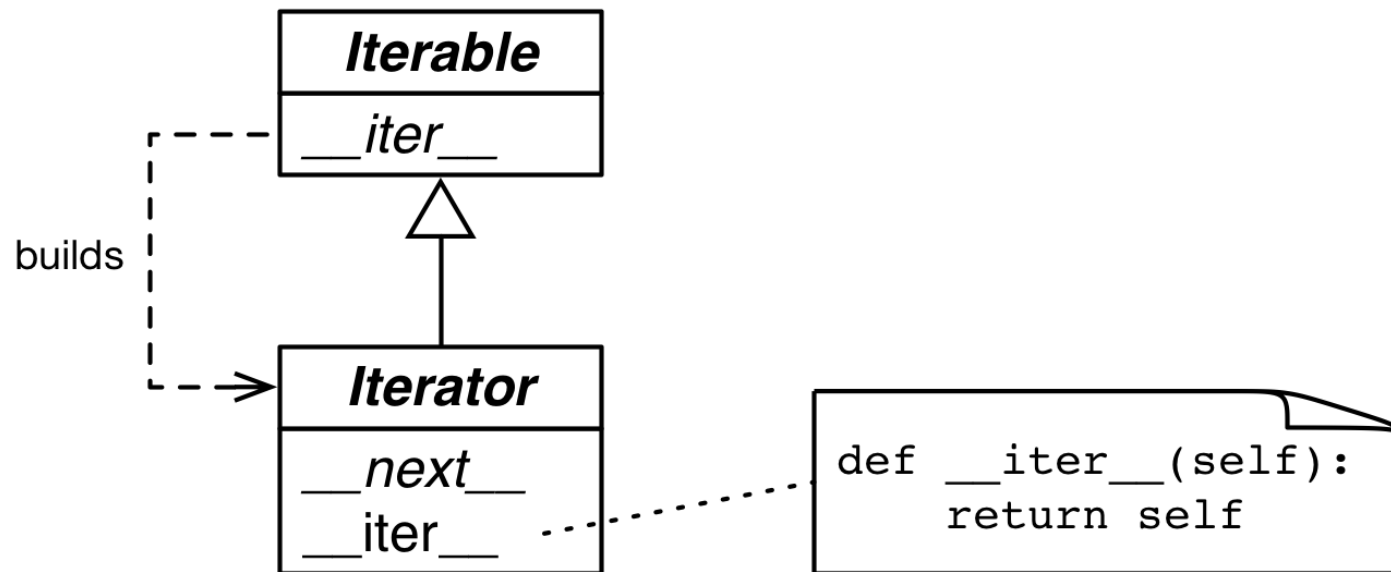 Iterable
__iter__
builds
Iterator
__next__
__iter__
def __iter__(self):
    return self